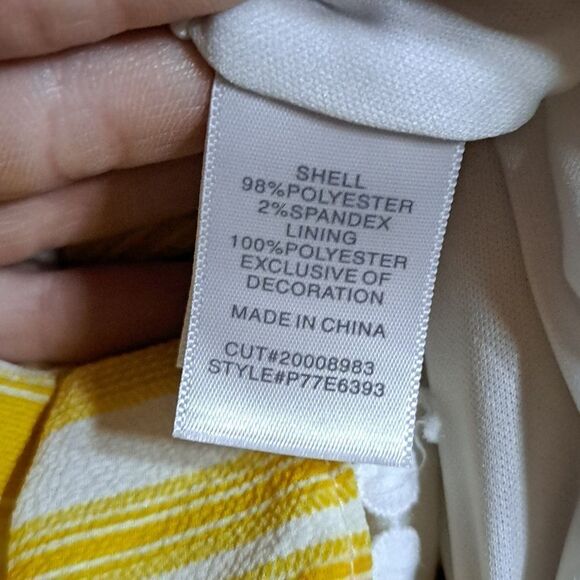 SHELL
98%POLYESTER
2%SPANDEX
LINING
100%POLYESTER
EXCLUSIVE OF
DECORATION
MADE IN CHINA
CUT#20008983
STYLE#P77E6393